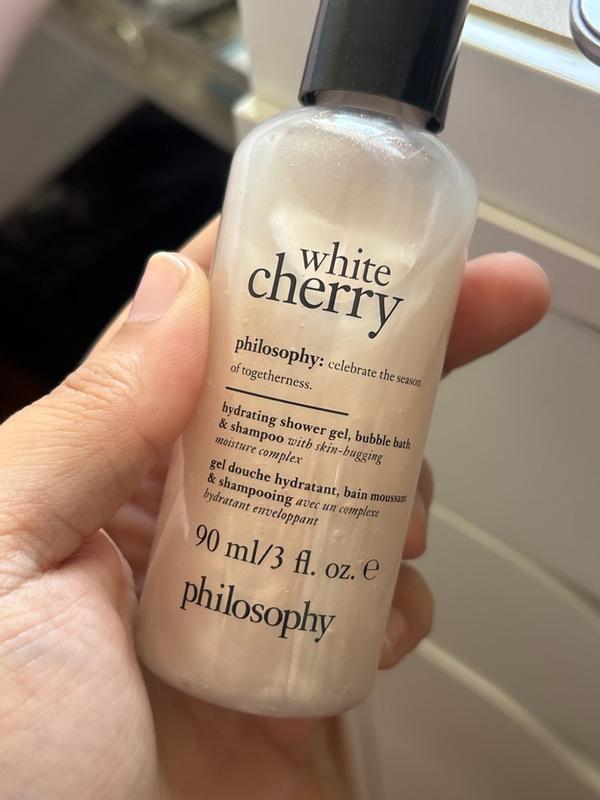 white
cherry
philosophy: celebrate the season
of togetherness.
hydrating shower gel, bubble bath
& shampoo with skin-hugging
moisture complex
gel douche hydratant, bain moussant
& shampooing avec un complexe
hydratant enveloppant
90 ml/3 fl. oz. ℮
philosophy